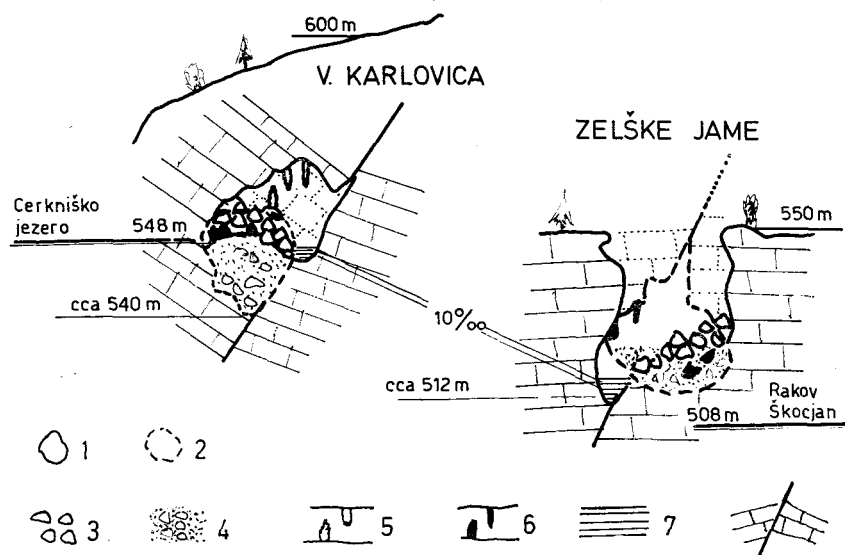 600 m
V. KARLOVICA
ZELŠKE JAME
Cerkniško
jezero
548 m
550 m
cca 540 m
10%o
cca 512 m
508 m
Rakov
Škocjan
1
2
3
4
5
6
7